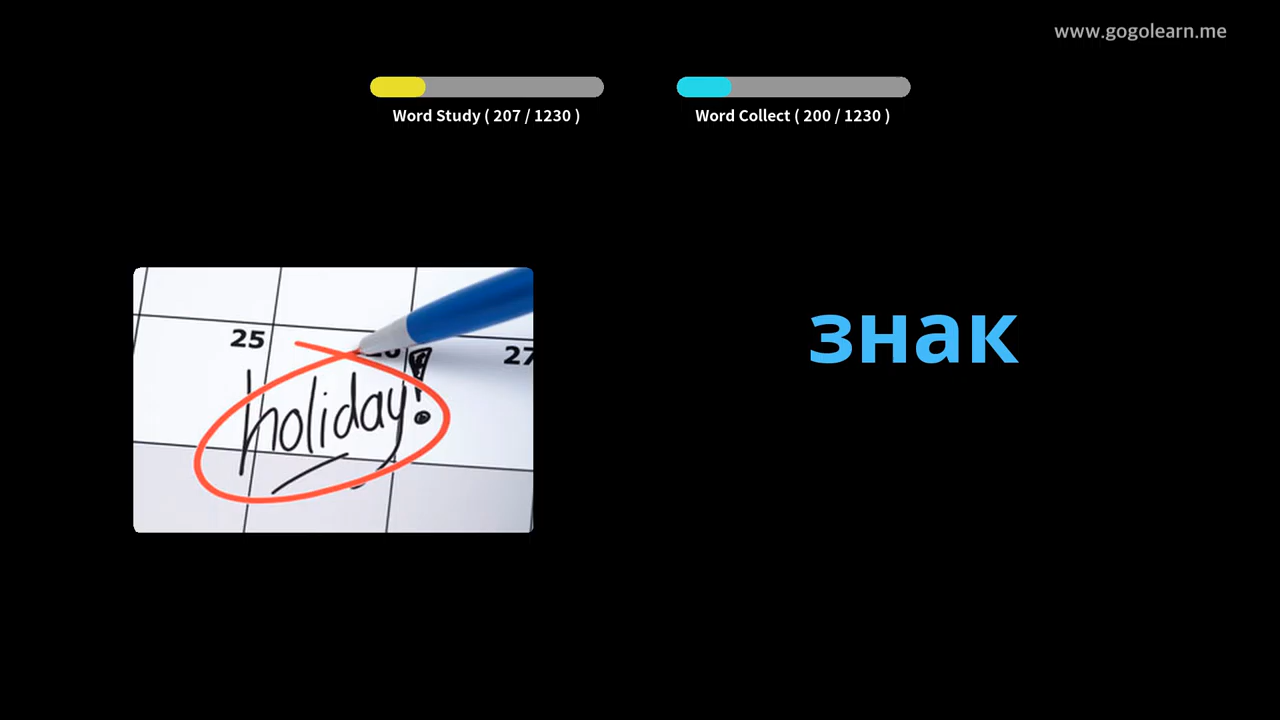 www.gogolearn.me
Word Study ( 207 / 1230 )
Word Collect ( 200 / 1230 )
25
27
holiday!
знак